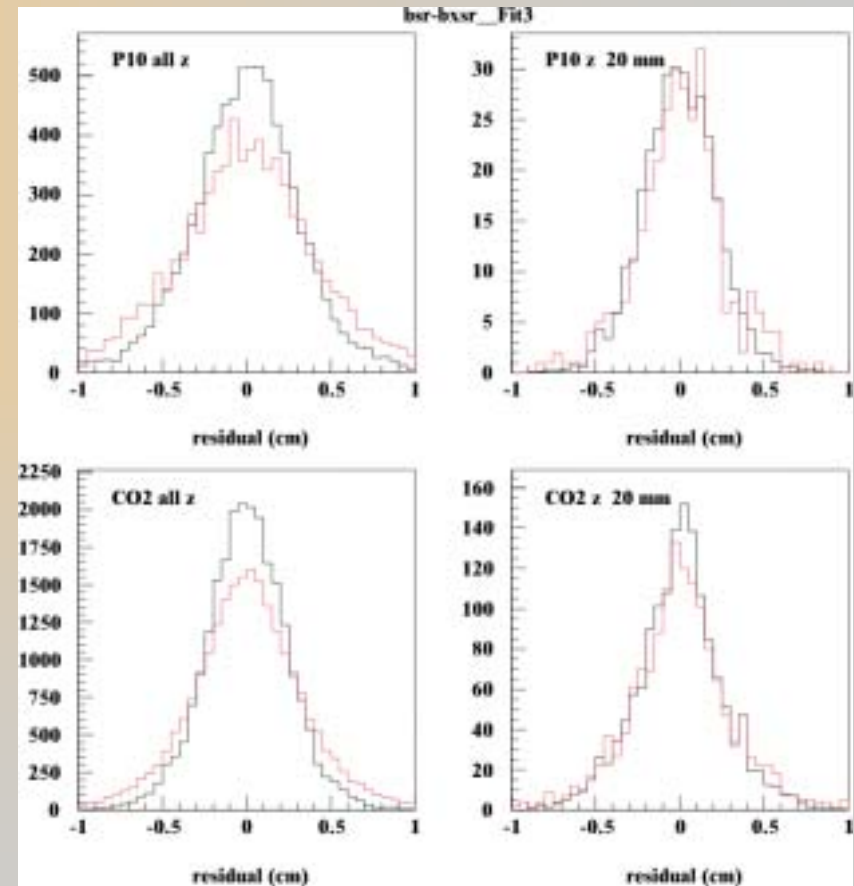 bsr-bxsr__Fit3
P10 all z
500
400
300
200
100
0
-1 -0.5 0 0.5 1
residual (cm)
P10 z 20 mm
30
25
20
15
10
5
0
-1 -0.5 0 0.5 1
residual (cm)
CO2 all z
2250
2000
1750
1500
1250
1000
750
500
250
0
-1 -0.5 0 0.5 1
residual (cm)
CO2 z 20 mm
160
140
120
100
80
60
40
20
0
-1 -0.5 0 0.5 1
residual (cm)